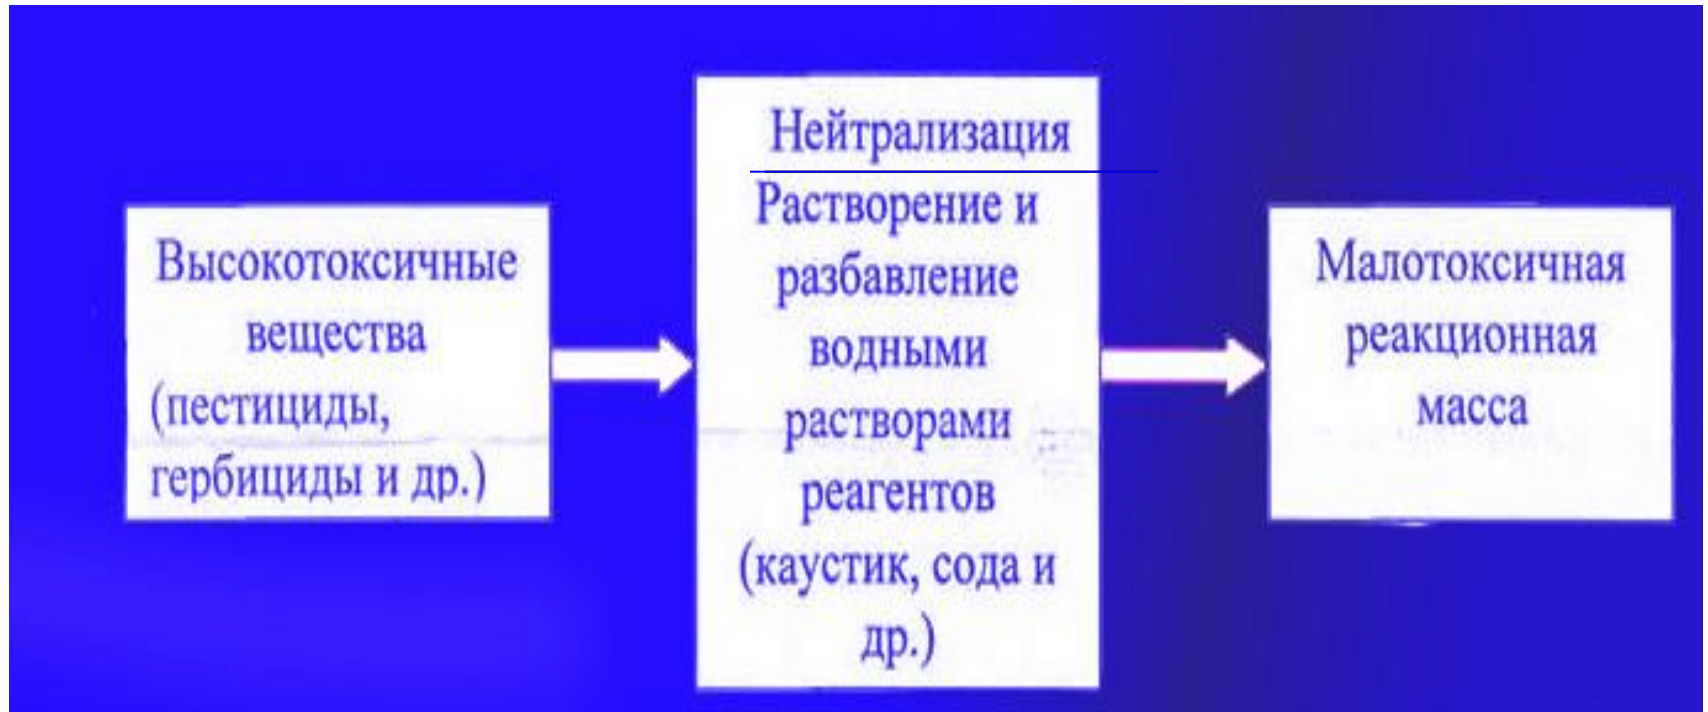 Высокотоксичные
вещества
(пестициды,
гербициды и др.)
Нейтрализация
Растворение и
разбавление
водными
растворами
реагентов
(каустик, сода и
др.)
Малотоксичная
реакционная
масса